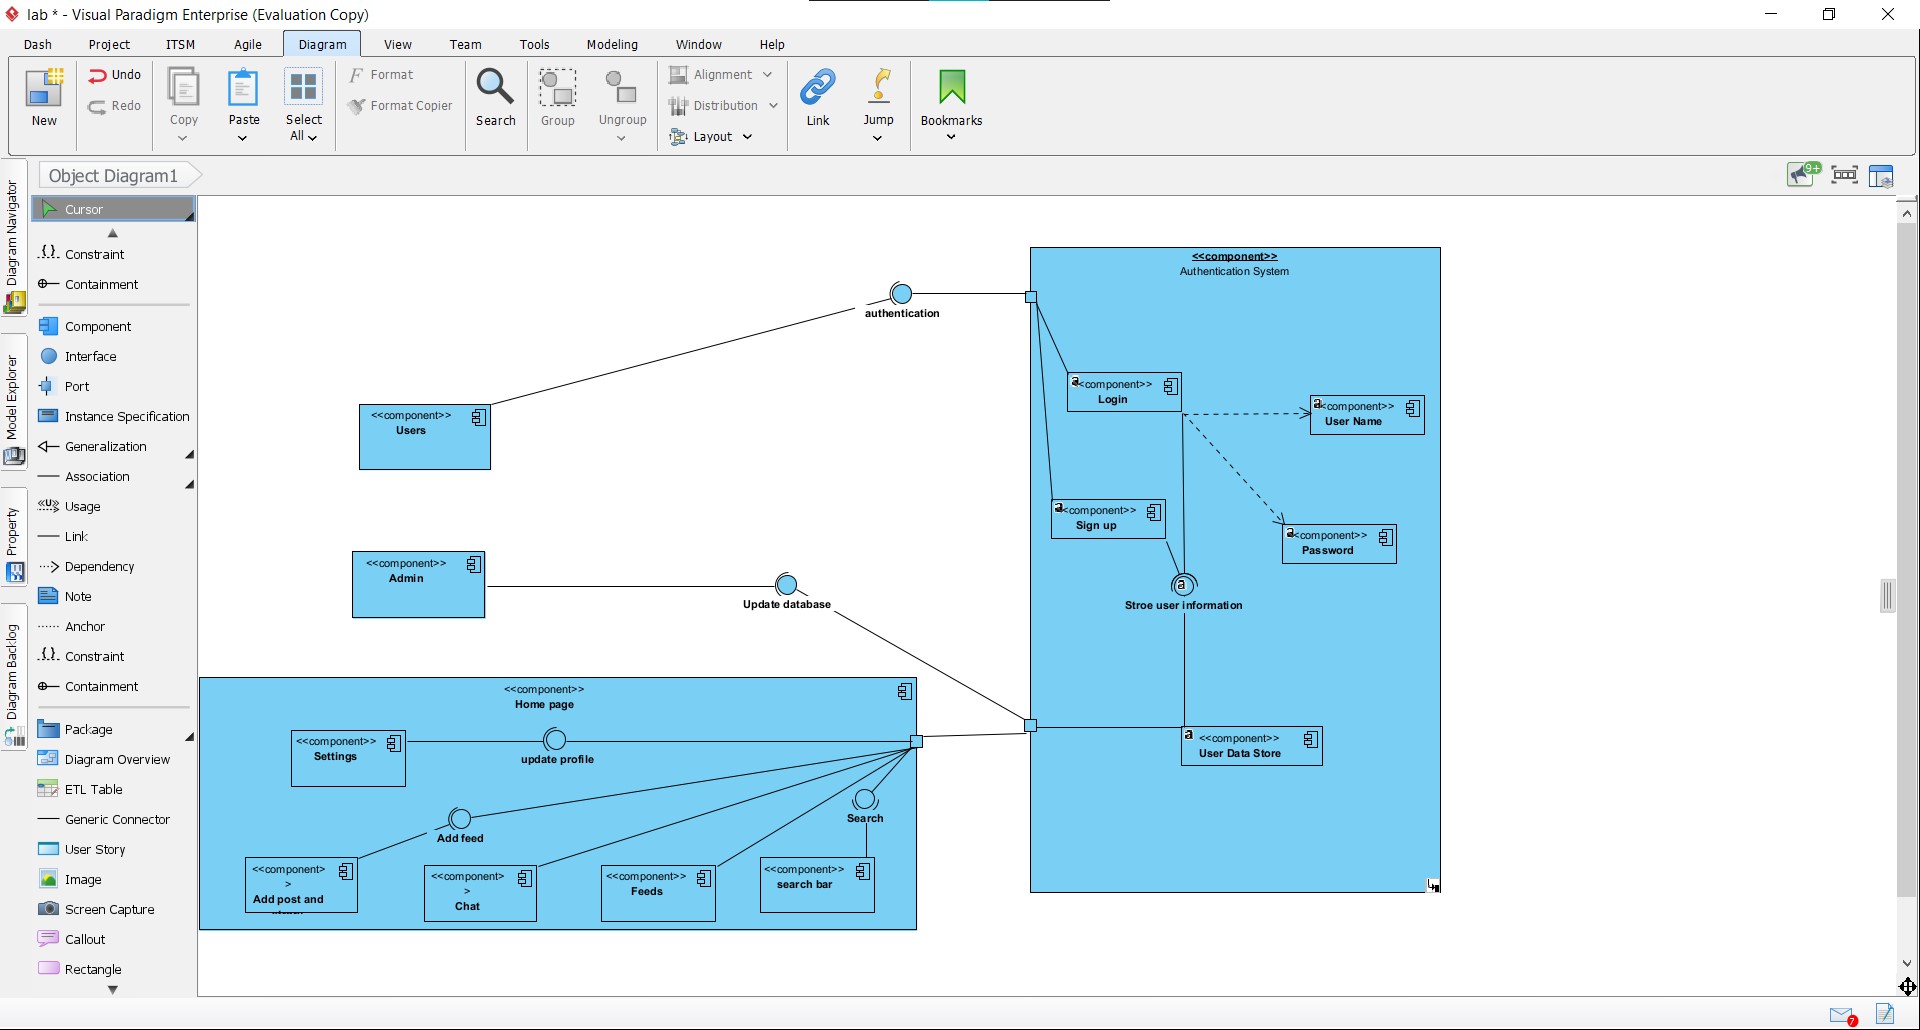 lab * - Visual Paradigm Enterprise (Evaluation Copy)
Dash Project ITSM Agile Diagram View Team Tools Modeling Window Help
New
Undo
Redo
Copy
Paste
Select
All
Format
Format Copier
Search
Group
Ungroup
Alignment
Distribution
Layout
Link
Jump
Bookmarks
Object Diagram1
9+
Diagram Navigator
Model Explorer
Property
Diagram Backlog
Cursor
Constraint
Containment
Component
Interface
Port
Instance Specification
Generalization
Association
Usage
Link
Dependency
Note
Anchor
Constraint
Containment
Package
Diagram Overview
ETL Table
Generic Connector
User Story
Image
Screen Capture
Callout
Rectangle
<<component>>
Authentication System
authentication
<<component>>
Users
a
<<component>>
Login
a
<<component>>
User Name
a
<<component>>
Sign up
a
<<component>>
Password
<<component>>
Admin
Update database
a
Stroe user information
<<component>>
Home page
<<component>>
Settings
update profile
a
<<component>>
User Data Store
Add feed
Search
<<component>
>
Add post and
<<component>
>
Chat
<<component>>
Feeds
<<component>>
search bar
7